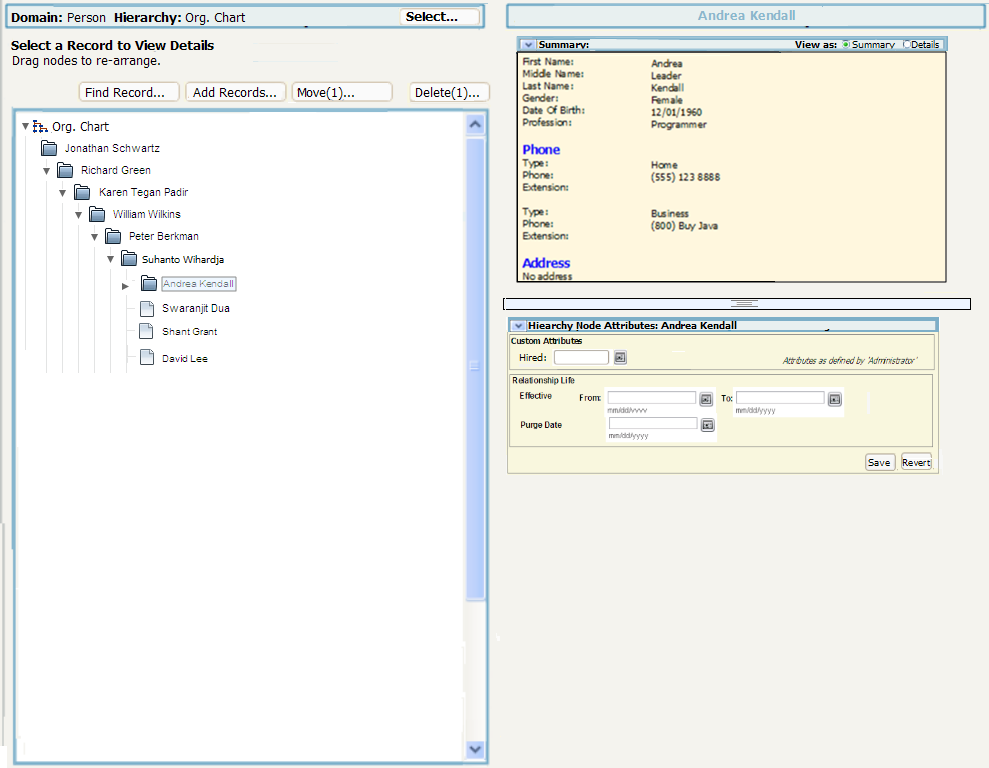 Domain: Person Hierarchy: Org. Chart Select...
Select a Record to View Details
Drag nodes to re-arrange.
Find Record... Add Records... Move(1)... Delete(1)...
Org. Chart
Jonathan Schwartz
Richard Green
Karen Tegan Padir
William Wilkins
Peter Berkman
Suhanto Wihardja
Andrea Kendall
Swaranjit Dua
Shant Grant
David Lee
Andrea Kendall
Summary: View as: Summary Details
First Name: Andrea
Middle Name: Leader
Last Name: Kendall
Gender: Female
Date Of Birth: 12/01/1960
Profession: Programmer
Phone
Type: Home
Phone: (555) 123 8888
Extension:
Type: Business
Phone: (800) Buy Java
Extension:
Address
No address
Hiearchy Node Attributes: Andrea Kendall
Custom Attributes
Hired:
Attributes as defined by 'Administrator'
Relationship Life
Effective From: To:
mm/dd/yyyy mm/dd/yyyy
Purge Date
mm/dd/yyyy
Save Revert